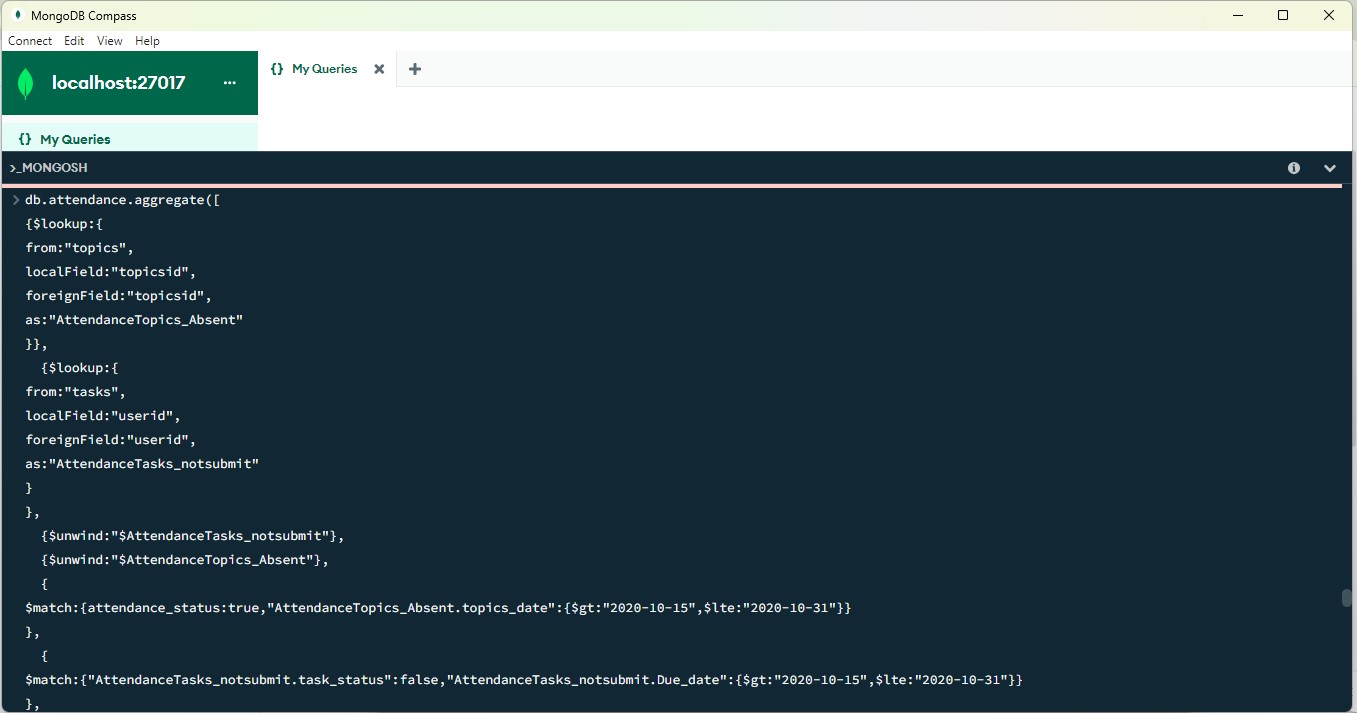 MongoDB Compass
Connect Edit View Help
localhost:27017 ...
{} My Queries
{} My Queries
>_MONGOSH
db.attendance.aggregate([
{$lookup:{
from:"topics",
localField:"topicsid",
foreignField:"topicsid",
as:"AttendanceTopics_Absent"
}},
{$lookup:{
from:"tasks",
localField:"userid",
foreignField:"userid",
as:"AttendanceTasks_notsubmit"
}
},
{$unwind:"$AttendanceTasks_notsubmit"},
{$unwind:"$AttendanceTopics_Absent"},
{
$match:{attendance_status:true,"AttendanceTopics_Absent.topics_date":{$gt:"2020-10-15",$lte:"2020-10-31"}}
},
{
$match:{"AttendanceTasks_notsubmit.task_status":false,"AttendanceTasks_notsubmit.Due_date":{$gt:"2020-10-15",$lte:"2020-10-31"}}
},